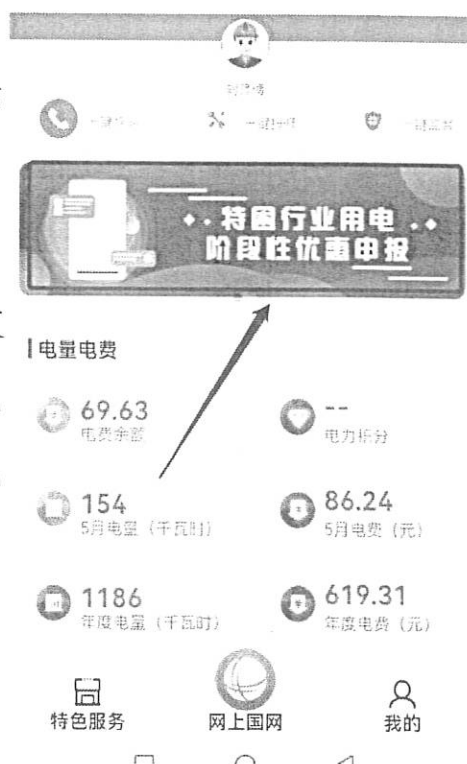 特困行业用电
阶段性优惠申报
电量电费
69.63
电费余额
--
电力积分
154
5月电量（千瓦时）
86.24
5月电费（元）
1186
年度电量（千瓦时）
619.31
年度电费（元）
特色服务
网上国网
我的